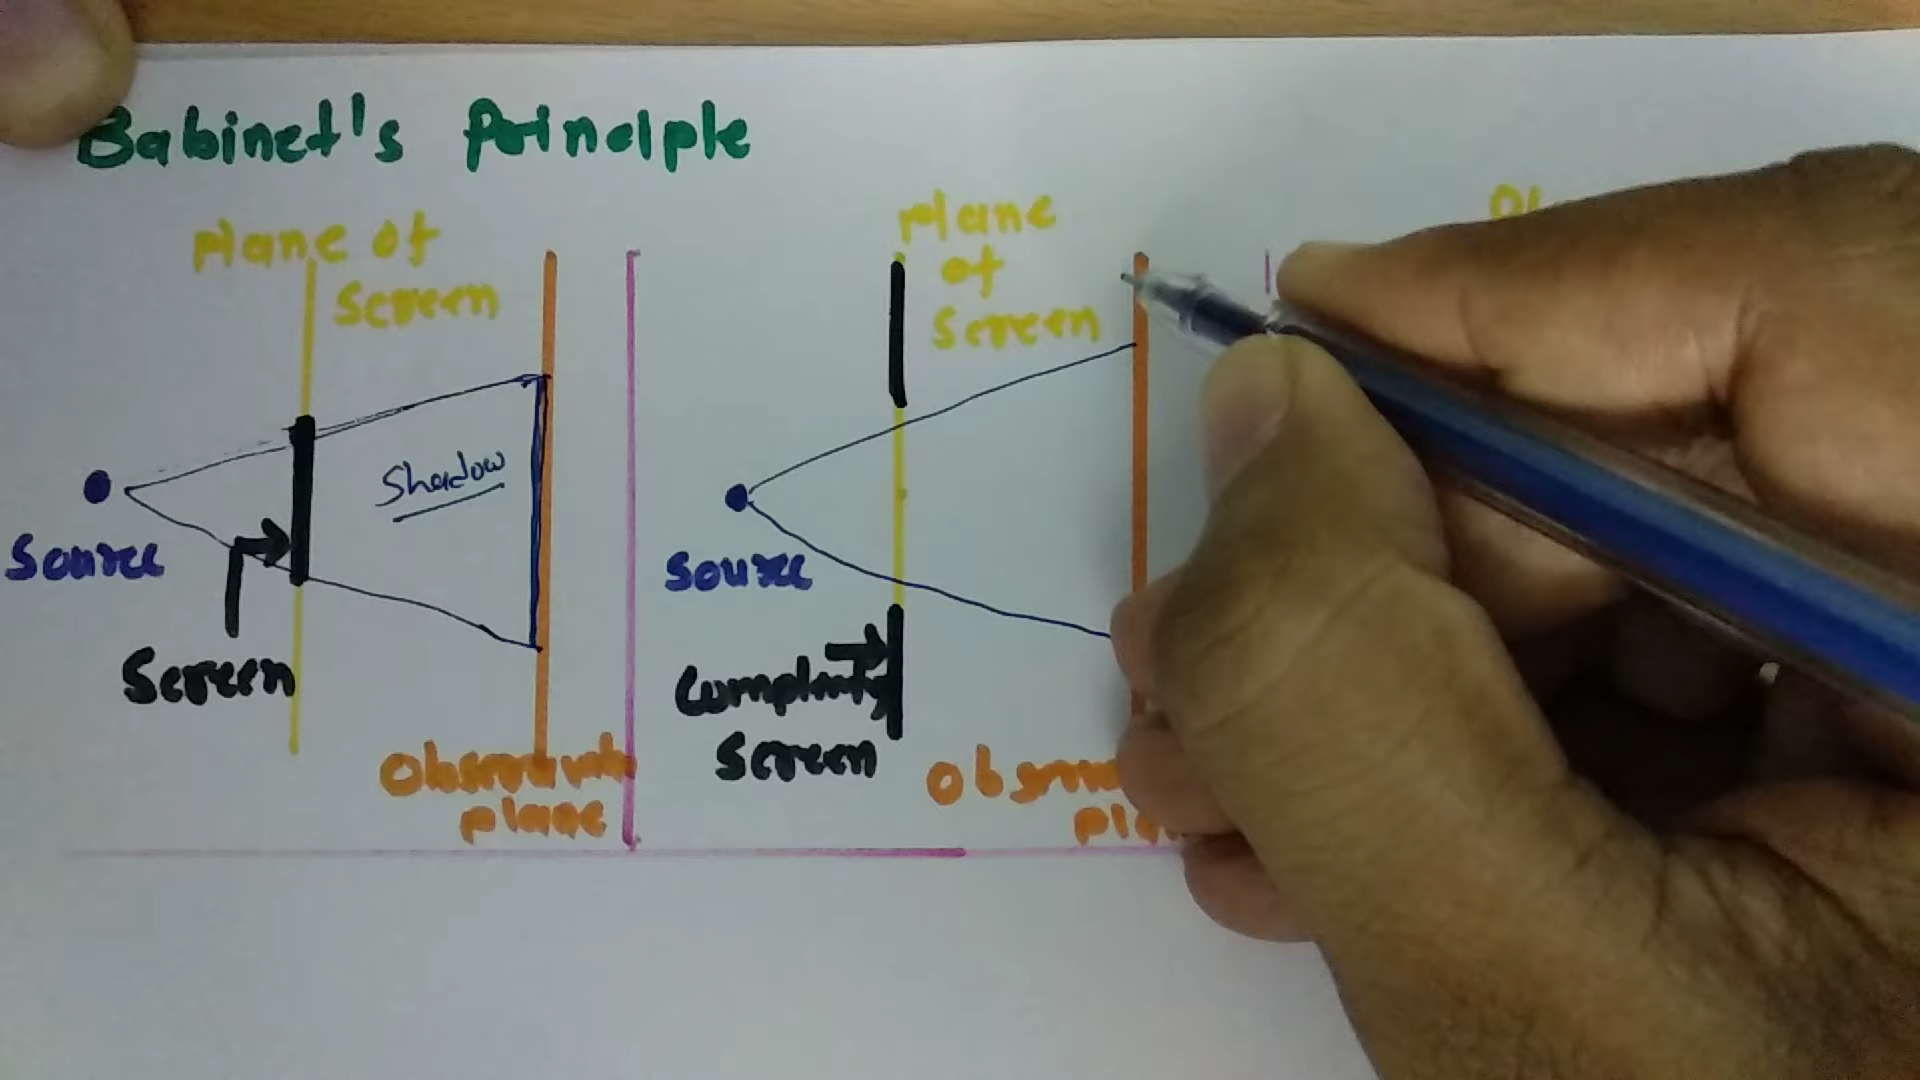 Babinet's Principle
Plane of
Screen
Shadow
Source
Screen
Plane
of
Screen
Source
Screen
plane